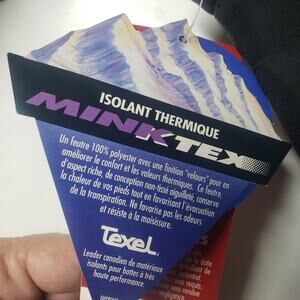 ISOLANT THERMIQUE
MINKTEX
Un feutre 100% polyester avec une finition "velours" pour en
améliorer le confort et les valeurs thermiques. Ce feutre,
d'aspect riche, de conception non-tissé aiguilleté, conserve
la chaleur de vos pieds tout en favorisant l'évacuation
de la transpiration. Ne favorise pas les odeurs
et résiste à la moisissure.
Texel
Leader canadien de matériaux
isolants pour bottes à très
haute performance.